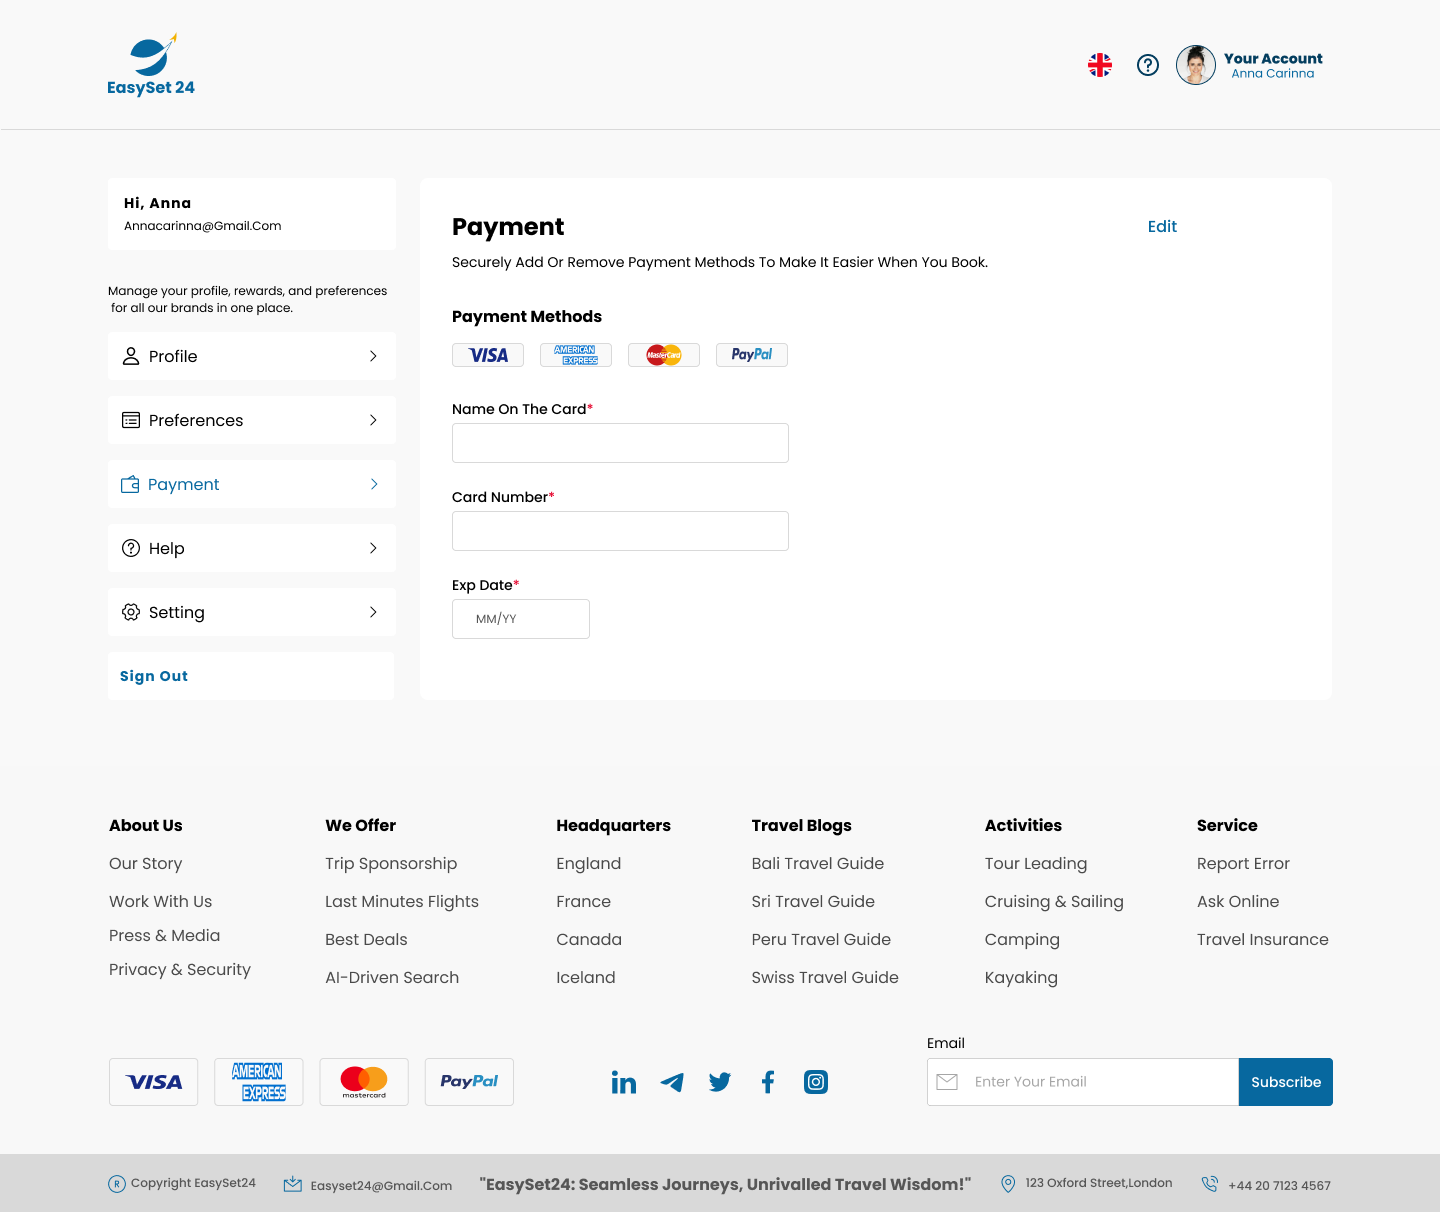 EasySet 24
Your Account
Anna Carinna
Hi, Anna
Annacarinna@Gmail.Com
Manage your profile, rewards, and preferences
for all our brands in one place.
Profile
Preferences
Payment
Help
Setting
Sign Out
Payment
Edit
Securely Add Or Remove Payment Methods To Make It Easier When You Book.
Payment Methods
VISA
AMERICAN
EXPRESS
MasterCard
PayPal
Name On The Card*
Card Number*
Exp Date*
MM/YY
About Us
Our Story
Work With Us
Press & Media
Privacy & Security
We Offer
Trip Sponsorship
Last Minutes Flights
Best Deals
AI-Driven Search
Headquarters
England
France
Canada
Iceland
Travel Blogs
Bali Travel Guide
Sri Travel Guide
Peru Travel Guide
Swiss Travel Guide
Activities
Tour Leading
Cruising & Sailing
Camping
Kayaking
Service
Report Error
Ask Online
Travel Insurance
VISA
AMERICAN
EXPRESS
mastercard
PayPal
in
f
Email
Enter Your Email
Subscribe
R Copyright EasySet24
Easyset24@Gmail.Com
"EasySet24: Seamless Journeys, Unrivalled Travel Wisdom!"
123 Oxford Street,London
+44 20 7123 4567